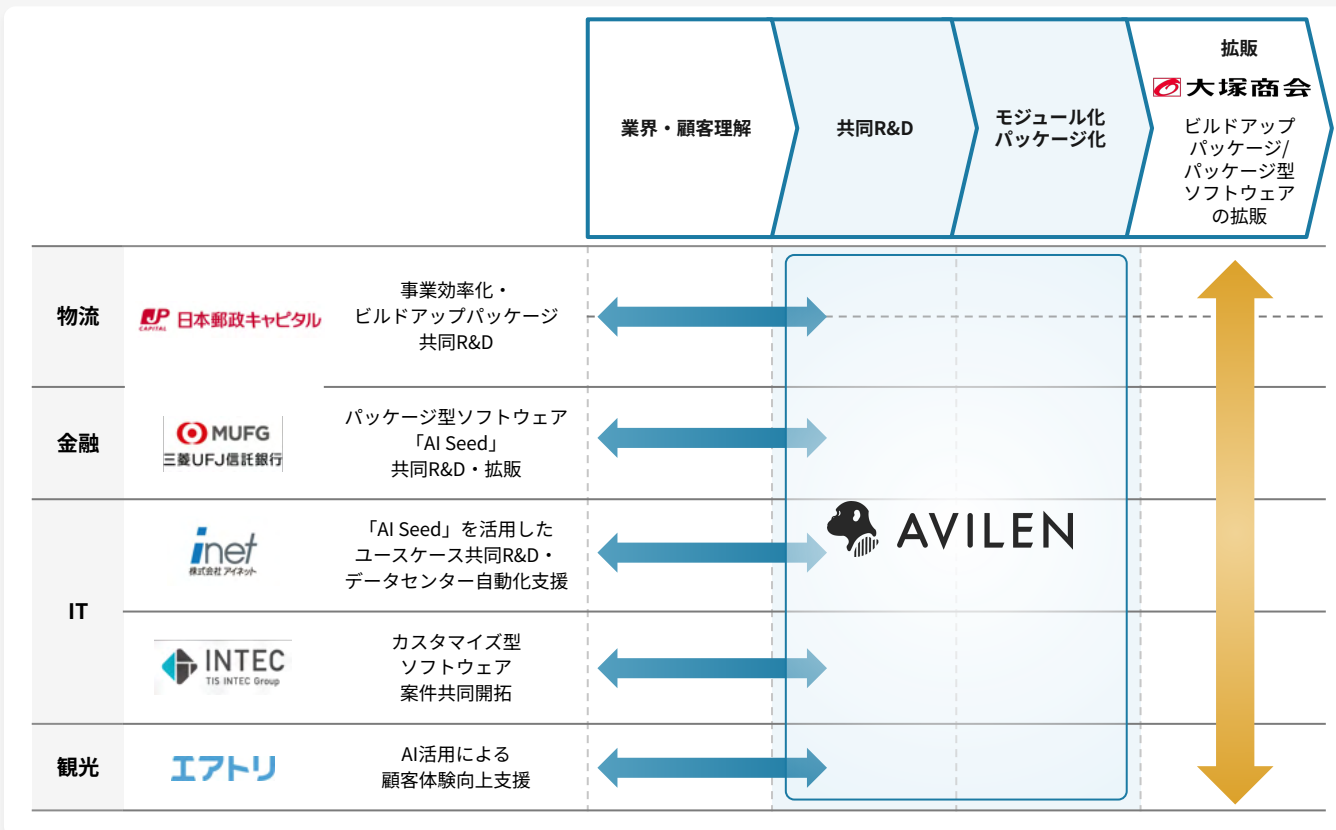 業界・顧客理解
共同R&D
モジュール化
パッケージ化
拡販
大塚商会
ビルドアップ
パッケージ/
パッケージ型
ソフトウェア
の拡販
物流
JP
CAPITAL
日本郵政キャピタル
事業効率化・
ビルドアップパッケージ
共同R&D
金融
MUFG
三菱UFJ信託銀行
パッケージ型ソフトウェア
「AI Seed」
共同R&D・拡販
IT
inet
株式会社 アイネット
「AI Seed」を活用した
ユースケース共同R&D・
データセンター自動化支援
AVILEN
INTEC
TIS INTEC Group
カスタマイズ型
ソフトウェア
案件共同開拓
観光
エアトリ
AI活用による
顧客体験向上支援